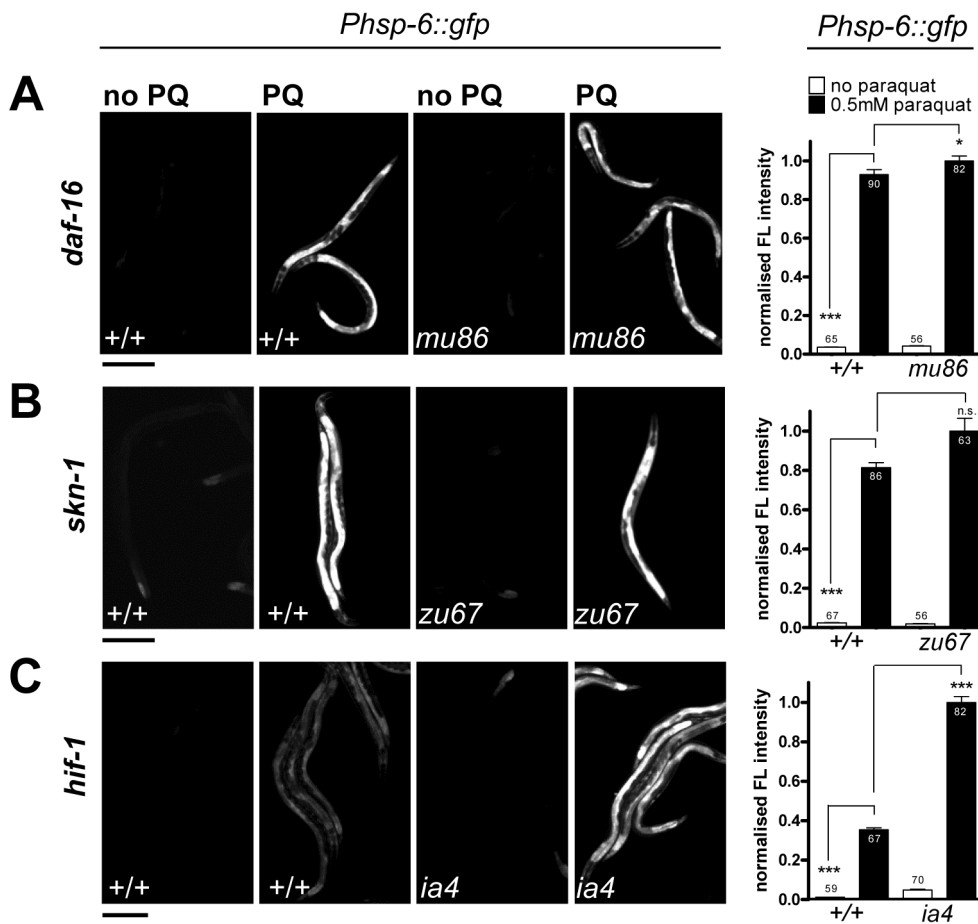 Phsp-6::gfp
Phsp-6::gfp
A
no PQ
PQ
no PQ
PQ
daf-16
+/+
+/+
mu86
mu86
no paraquat
0.5mM paraquat
normalised FL intensity
1.0
0.8
0.6
0.4
0.2
0.0
***
*
65
90
56
82
+/+
mu86
B
skn-1
+/+
+/+
zu67
zu67
normalised FL intensity
1.0
0.8
0.6
0.4
0.2
0.0
***
n.s.
67
86
56
63
+/+
zu67
C
hif-1
+/+
+/+
ia4
ia4
normalised FL intensity
1.0
0.8
0.6
0.4
0.2
0.0
***
***
59
67
70
82
+/+
ia4